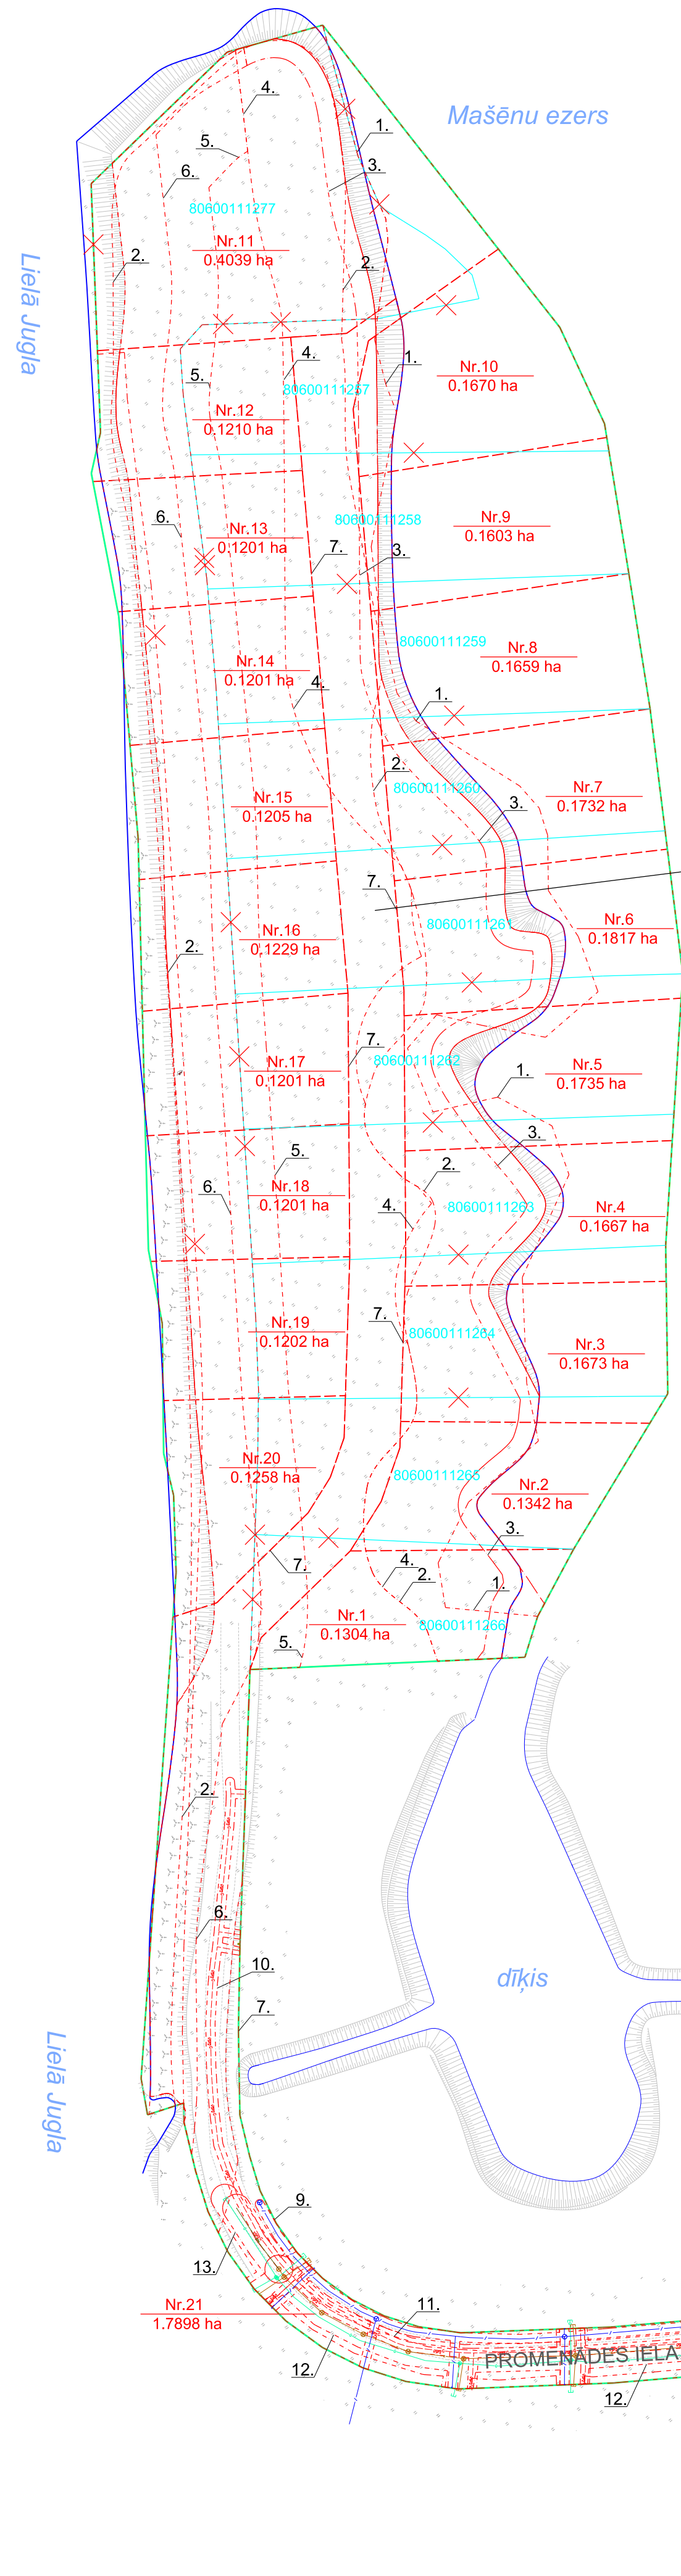 4.
Mašēnu ezers
1.
5.
3.
6.
80600111277
Nr.11
0.4039 ha
2.
2.
Lielā Jugla
4.
1.
Nr.10
0.1670 ha
5.
80600111257
Nr.12
0.1210 ha
6.
80600111258
Nr.9
0.1603 ha
Nr.13
0.1201 ha
7.
3.
80600111259
Nr.8
0.1659 ha
Nr.14
0.1201 ha
4.
1.
2.
80600111260
Nr.7
0.1732 ha
Nr.15
0.1205 ha
3.
7.
80600111261
Nr.6
0.1817 ha
Nr.16
0.1229 ha
2.
7.
80600111262
Nr.17
0.1201 ha
1.
Nr.5
0.1735 ha
3.
5.
2.
6.
Nr.18
0.1201 ha
4.
80600111263
Nr.4
0.1667 ha
7.
Nr.19
0.1202 ha
80600111264
Nr.3
0.1673 ha
Nr.20
0.1258 ha
80600111265
Nr.2
0.1342 ha
3.
7.
4.
2.
1.
Nr.1
0.1304 ha
80600111266
5.
2.
6.
10.
dīķis
7.
Lielā Jugla
9.
13.
Nr.21
1.7898 ha
11.
PROMENĀDES IELA
12.
12.